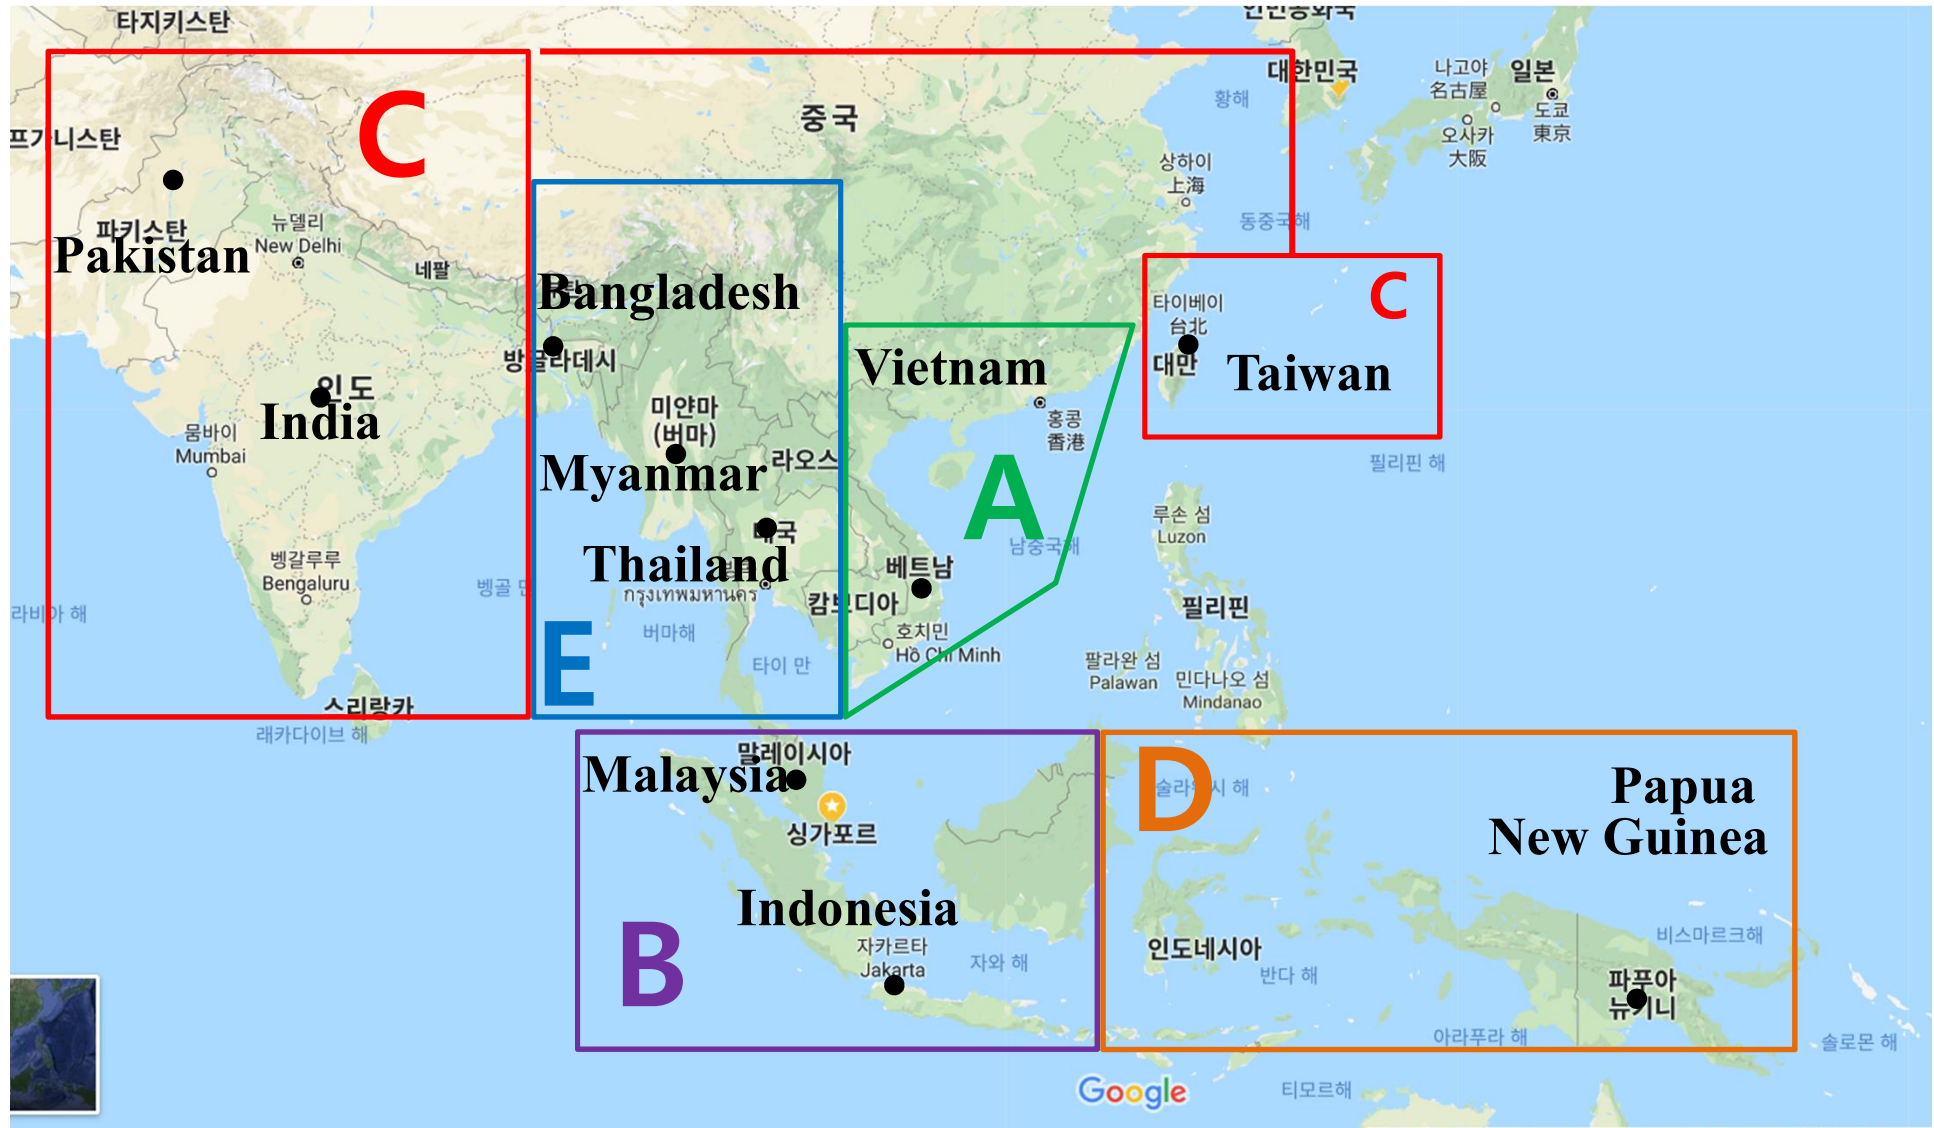 타지키스탄
인민공화국
C
중국
대한민국
황해
나고야
名古屋
일본
도쿄
東京
오사카
大阪
프가니스탄
상하이
上海
동중국해
파키스탄
Pakistan
뉴델리
New Delhi
네팔
Bangladesh
방글라데시
타이베이
台北
대만
C
Taiwan
Vietnam
홍콩
香港
인도
India
뭄바이
Mumbai
미얀마
(버마)
Myanmar
라오스
A
남중국해
필리핀 해
루손 섬
Luzon
태국
Thailand
กรุงเทพมหานคร
베트남
캄보디아
호치민
Hồ Chí Minh
벵갈루루
Bengaluru
벵골
라비아 해
버마해
타이 만
E
필리핀
팔라완 섬
Palawan
민다나오 섬
Mindanao
스리랑카
래카다이브 해
말레이시아
Malaysia
싱가포르
Indonesia
자카르타
Jakarta
자와 해
B
D
술라웨시 해
Papua
New Guinea
인도네시아
반다 해
비스마르크해
파푸아
뉴기니
아라푸라 해
솔로몬 해
티모르해
Google